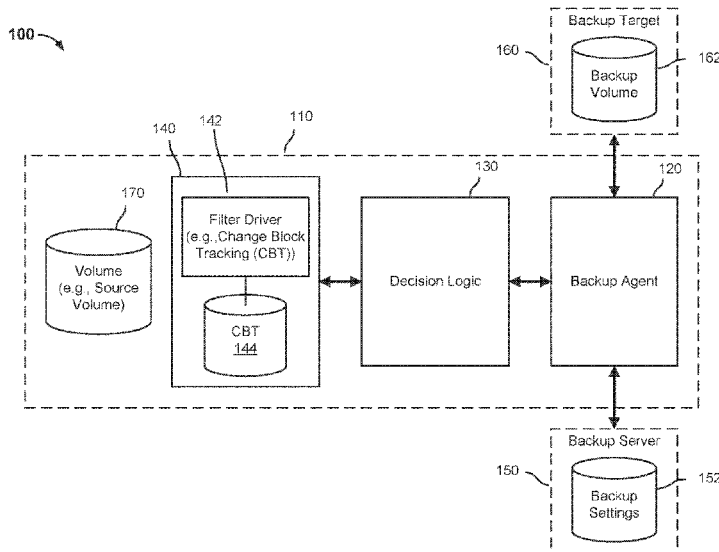 100
Backup Target
160
162
Backup
Volume
110
142
140
130
120
170
Filter Driver
(e.g.,Change Block
Tracking (CBT))
Volume
(e.g., Source
Volume)
Decision Logic
Backup Agent
CBT
144
Backup Server
150
152
Backup
Settings